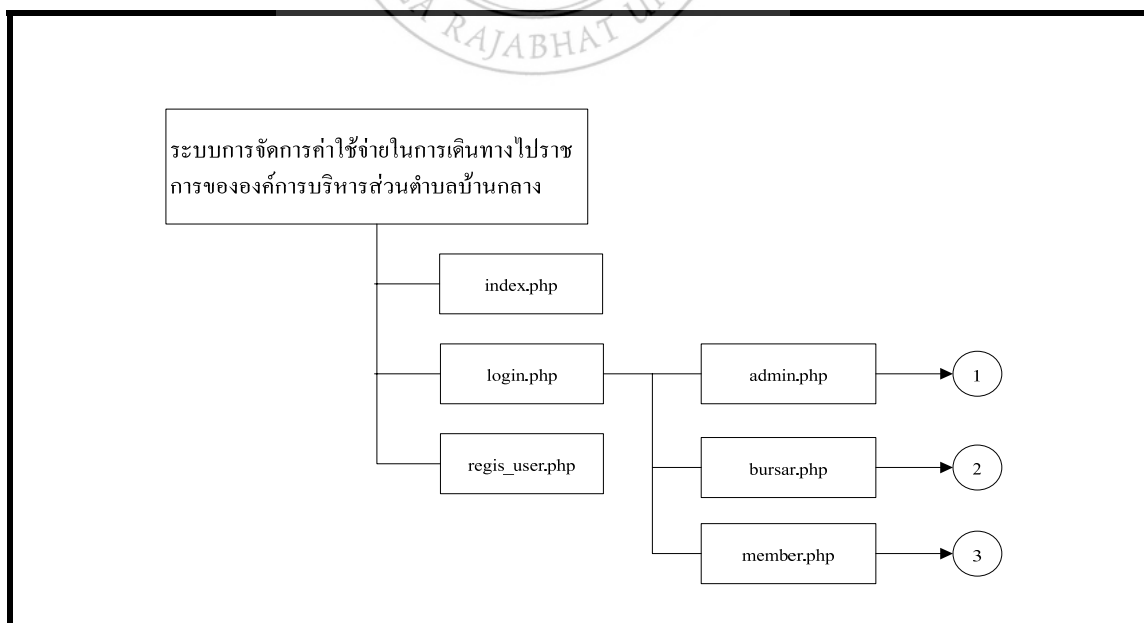 RAJABHAT U
ระบบการจัดการค่าใช้จ่ายในการเดินทางไปราช
การขององค์การบริหารส่วนตำบลบ้านกลาง
index.php
login.php
admin.php
1
regis_user.php
bursar.php
2
member.php
3